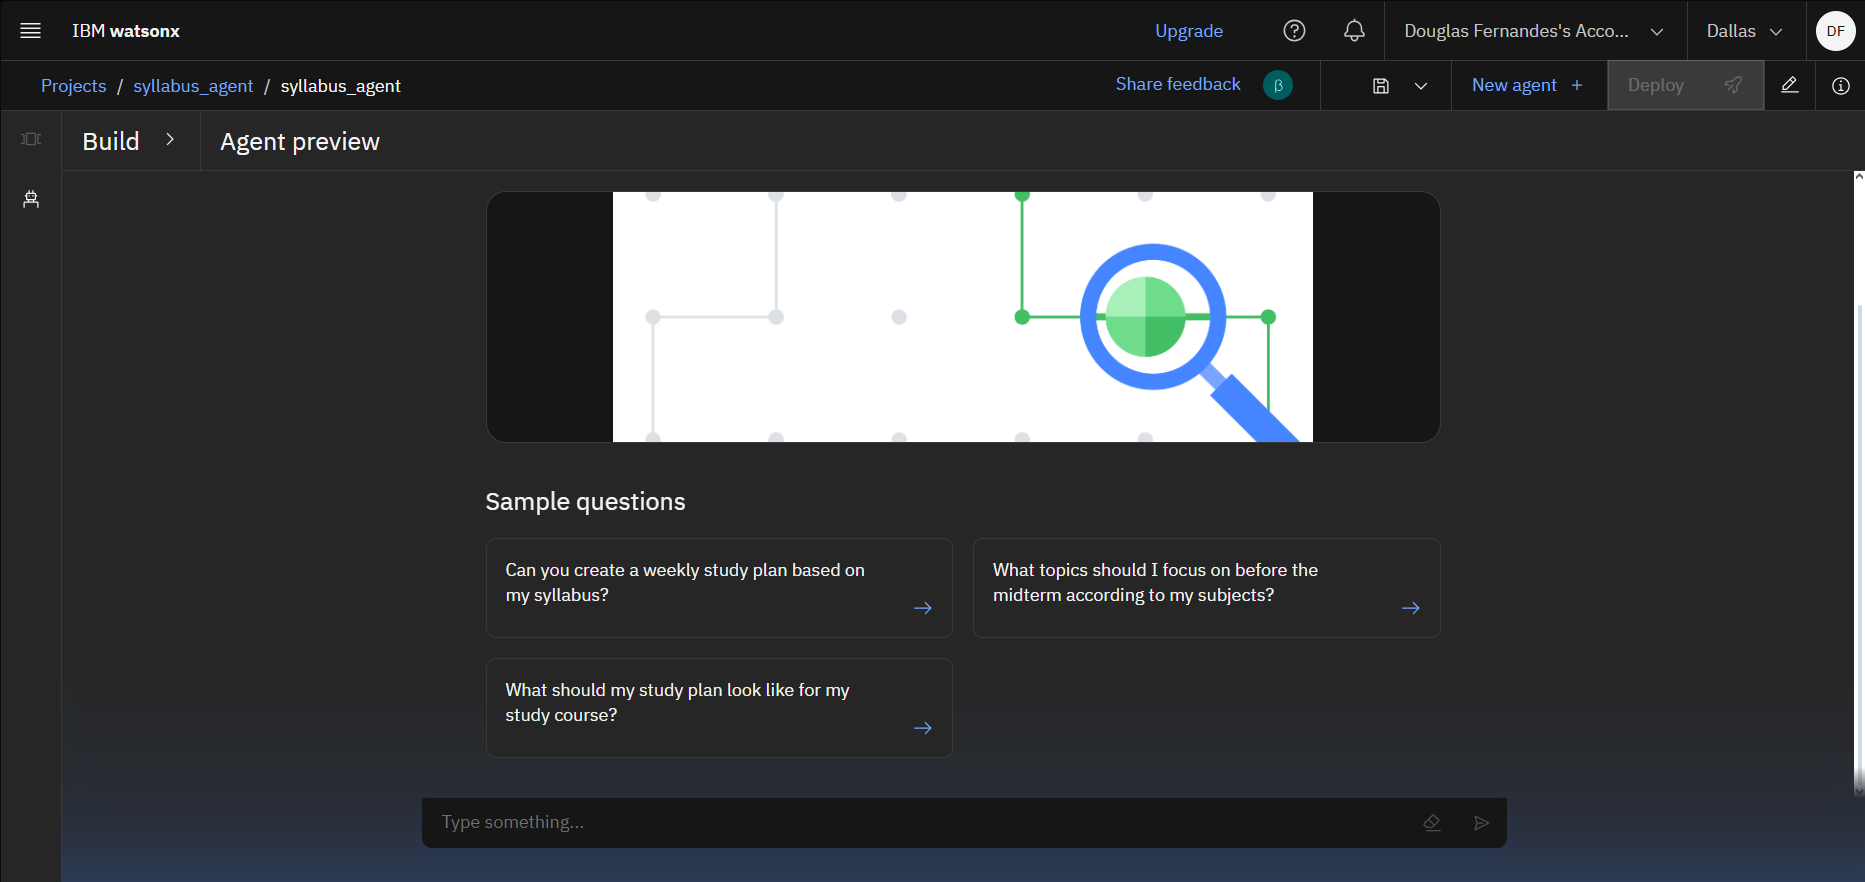 IBM watsonx
Upgrade
Douglas Fernandes's Acco...
Dallas
DF
Projects / syllabus_agent / syllabus_agent
Share feedback
β
New agent +
Deploy
Build
Agent preview
Sample questions
Can you create a weekly study plan based on
my syllabus?
What topics should I focus on before the
midterm according to my subjects?
What should my study plan look like for my
study course?
Type something...